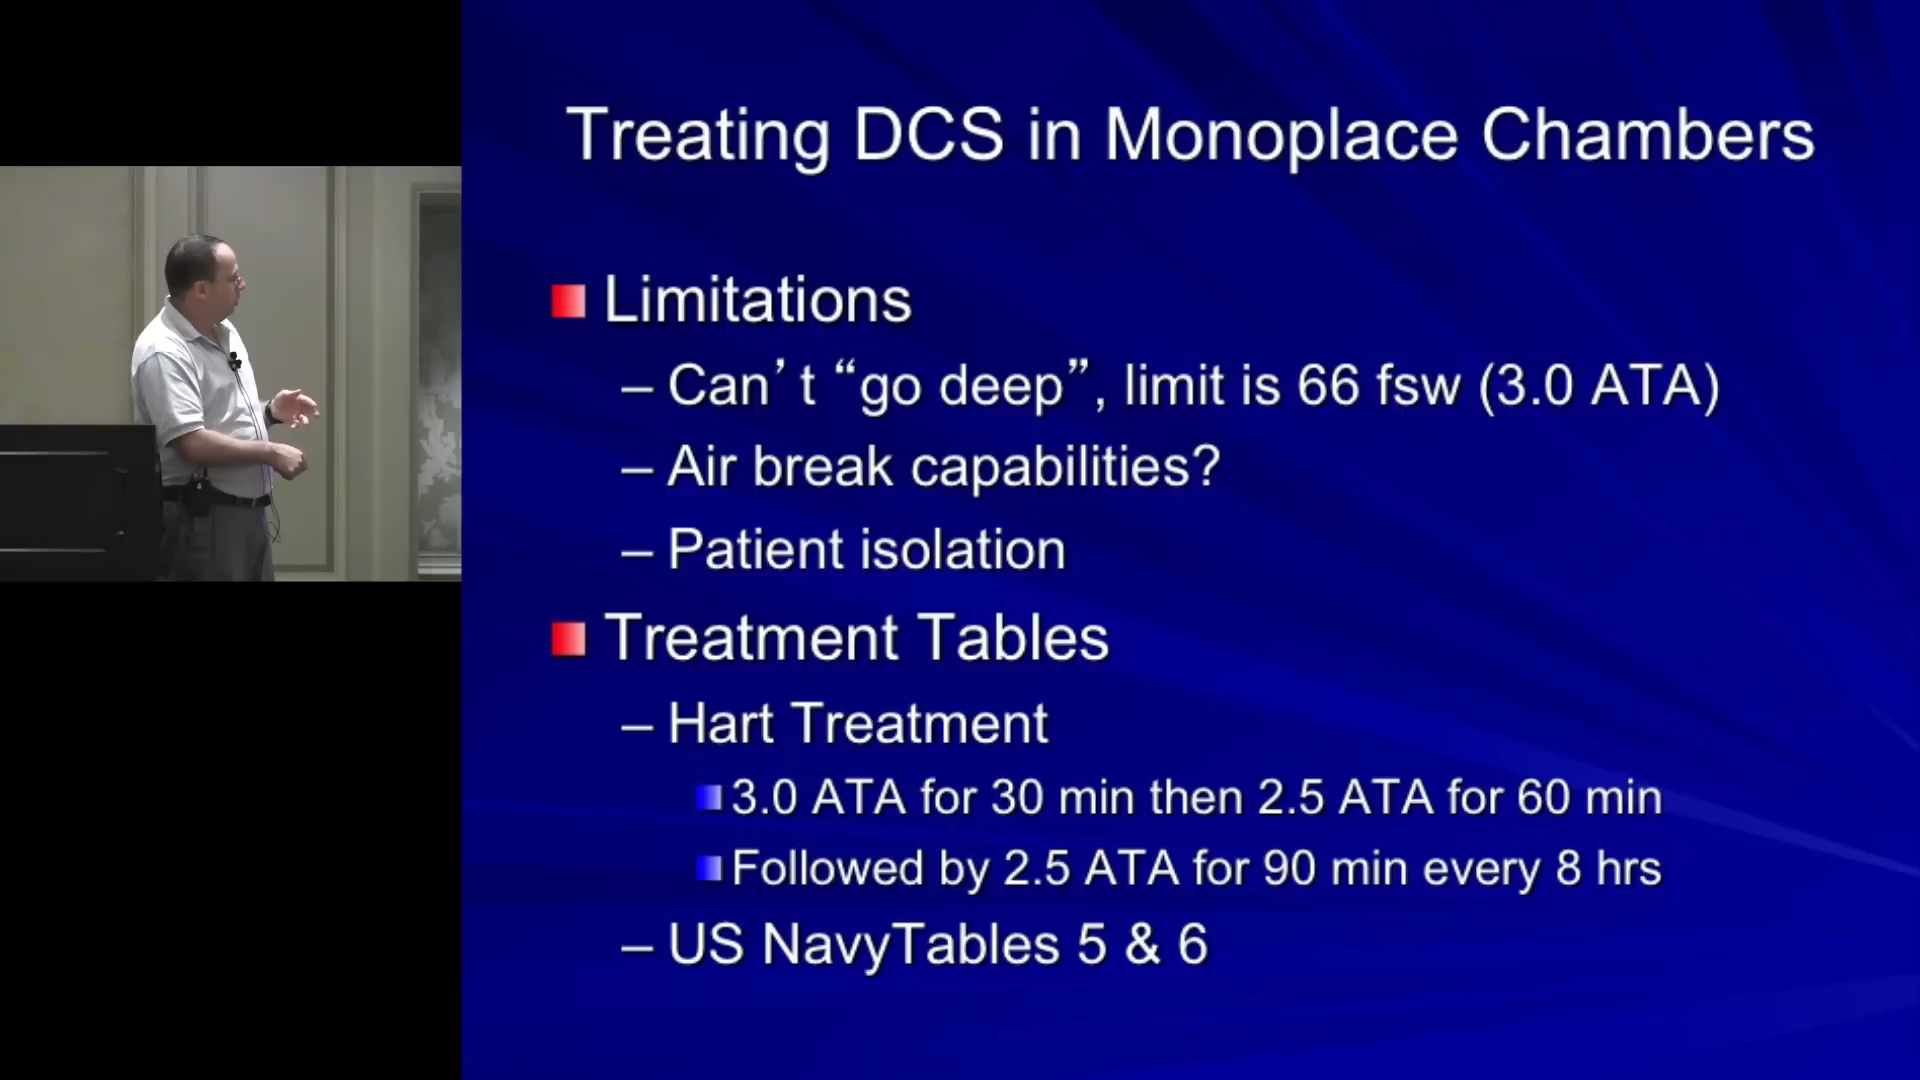 Treating DCS in Monoplace Chambers
Limitations
– Can’t “go deep”, limit is 66 fsw (3.0 ATA)
– Air break capabilities?
– Patient isolation
Treatment Tables
– Hart Treatment
3.0 ATA for 30 min then 2.5 ATA for 60 min
Followed by 2.5 ATA for 90 min every 8 hrs
– US NavyTables 5 & 6